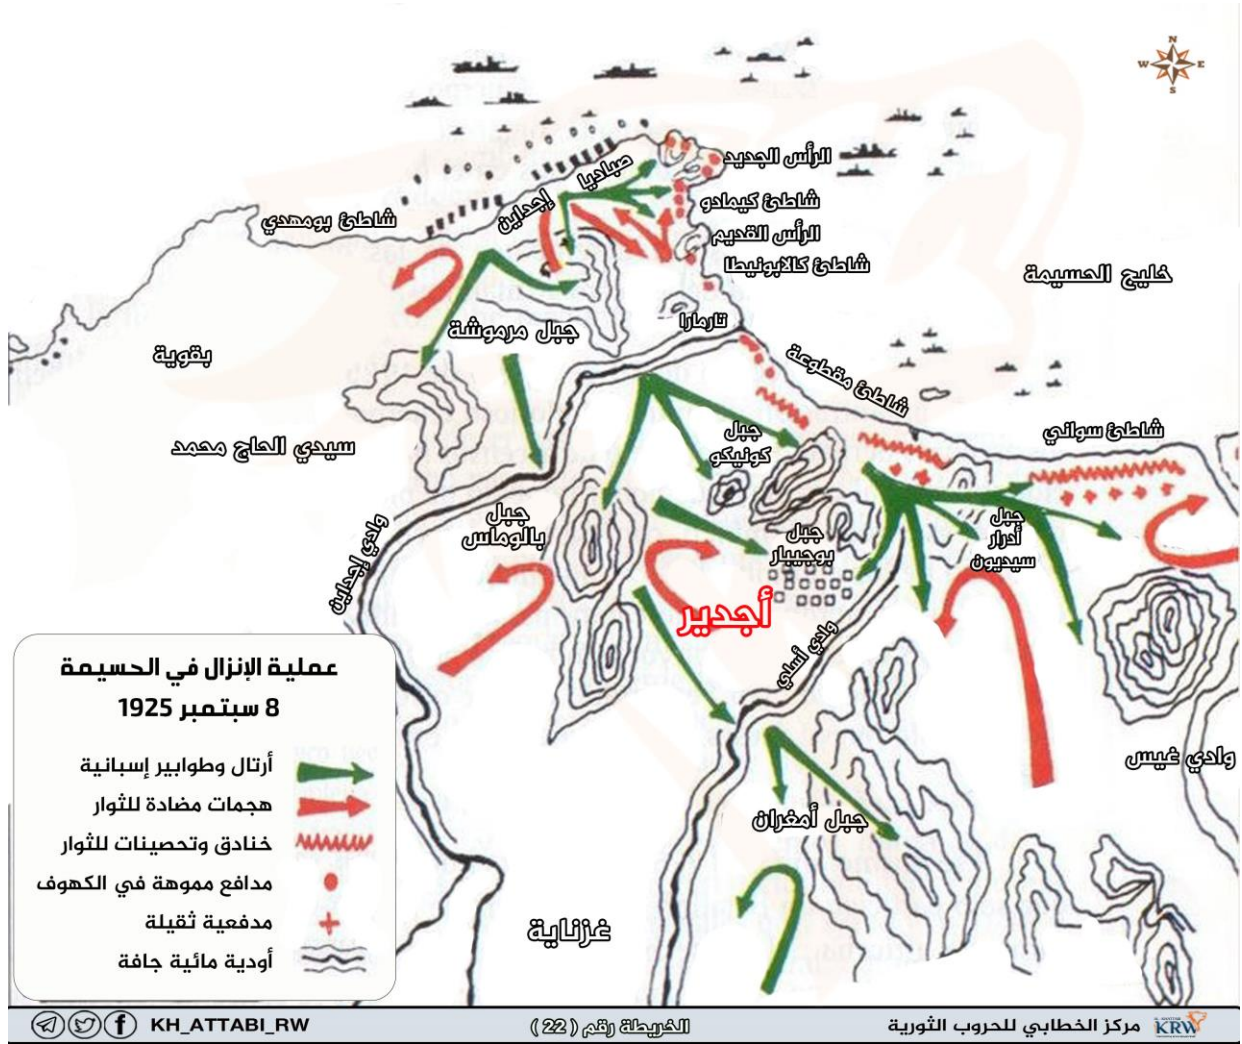 N
W E
S
الرأس الجديد
صباديا
إجداين
شاطئ كيمادو
شاطئ بومهدي
الرأس القديم
شاطئ كالابونيطا
خليج الحسيمة
تارمارا
جبل مرموشة
بقوية
شاطئ مقطوعة
سيدي الحاج محمد
جبل
كونيكو
شاطئ سواني
جبل
بالوماس
جبل
بوجيبار
جبل
أدرار
سيديون
وادي إجداين
أجدير
وادي أسلي
وادي غيس
جبل أمغران
غزناية
عملية الإنزال في الحسيمة
8 سبتمبر 1925
أرتال وطوابير إسبانية
هجمات مضادة للثوار
خنادق وتحصينات للثوار
مدافع مموهة في الكهوف
مدفعية ثقيلة
أودية مائية جافة
KH_ATTABI_RW
الخريطة رقم ( 22 )
مركز الخطابي للحروب الثورية
KRW